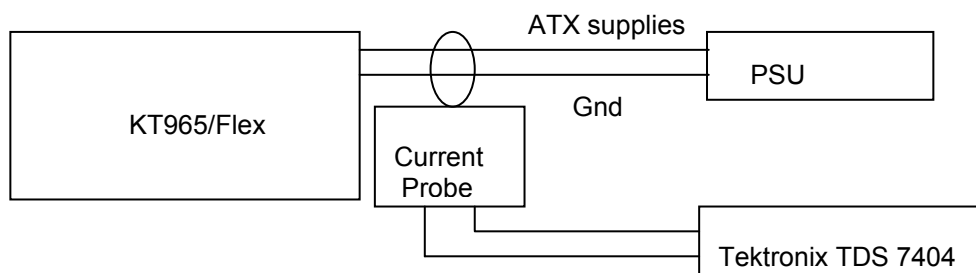 ATX supplies
PSU
Gnd
KT965/Flex
Current
Probe
Tektronix TDS 7404